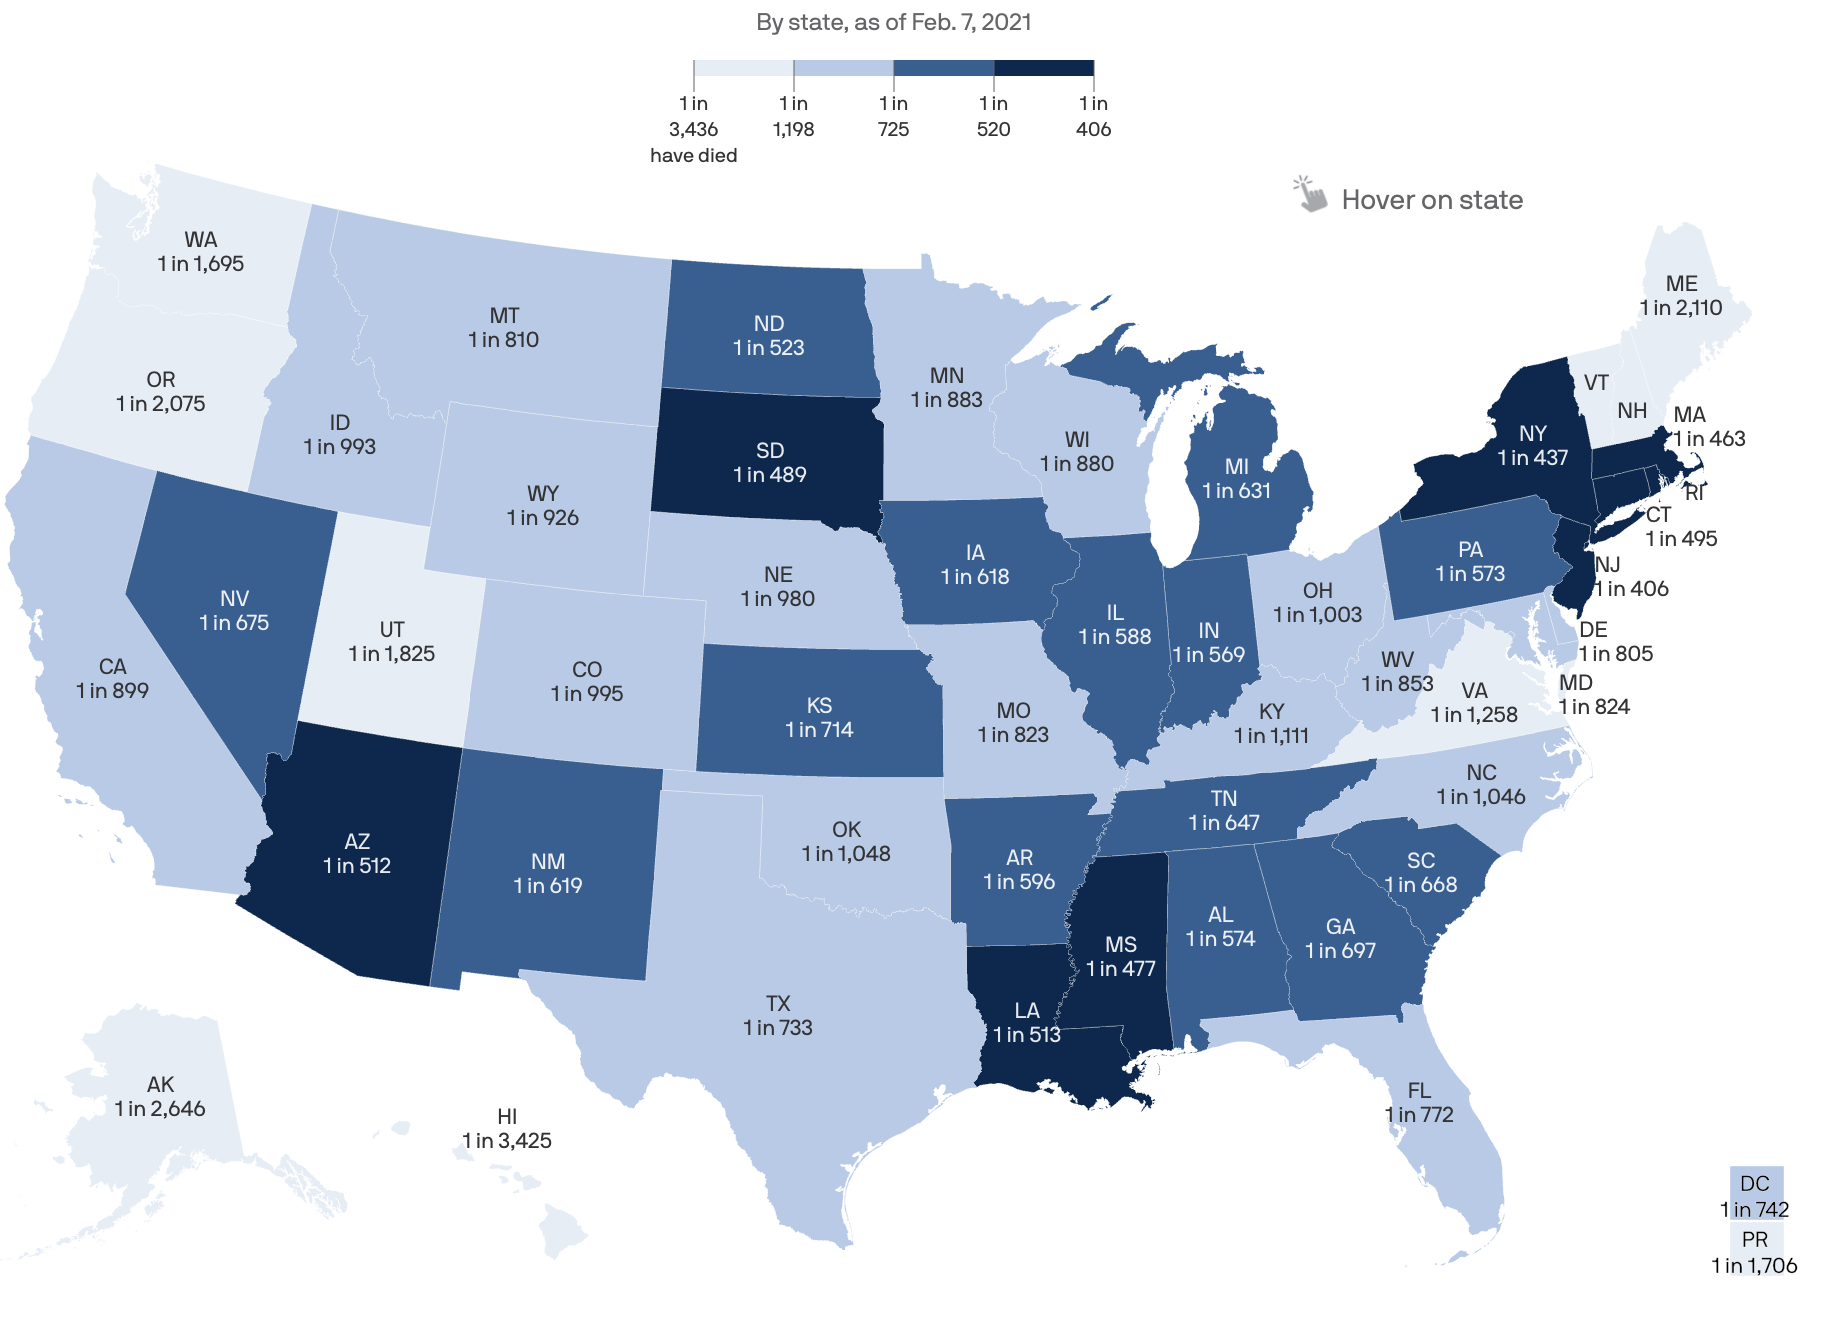 By state, as of Feb. 7, 2021
1 in
3,436
have died
1 in
1,198
1 in
725
1 in
520
1 in
406
Hover on state
WA
1 in 1,695
OR
1 in 2,075
ID
1 in 993
MT
1 in 810
WY
1 in 926
ND
1 in 523
SD
1 in 489
MN
1 in 883
WI
1 in 880
MI
1 in 631
NY
1 in 437
VT
NH
ME
1 in 2,110
MA
1 in 463
RI
CT
1 in 495
NJ
1 in 406
PA
1 in 573
DE
1 in 805
MD
1 in 824
CA
1 in 899
NV
1 in 675
UT
1 in 1,825
CO
1 in 995
NE
1 in 980
IA
1 in 618
IL
1 in 588
IN
1 in 569
OH
1 in 1,003
WV
1 in 853
VA
1 in 1,258
KS
1 in 714
MO
1 in 823
KY
1 in 1,111
NC
1 in 1,046
TN
1 in 647
AZ
1 in 512
NM
1 in 619
OK
1 in 1,048
AR
1 in 596
SC
1 in 668
MS
1 in 477
AL
1 in 574
GA
1 in 697
TX
1 in 733
LA
1 in 513
FL
1 in 772
AK
1 in 2,646
HI
1 in 3,425
DC
1 in 742
PR
1 in 1,706